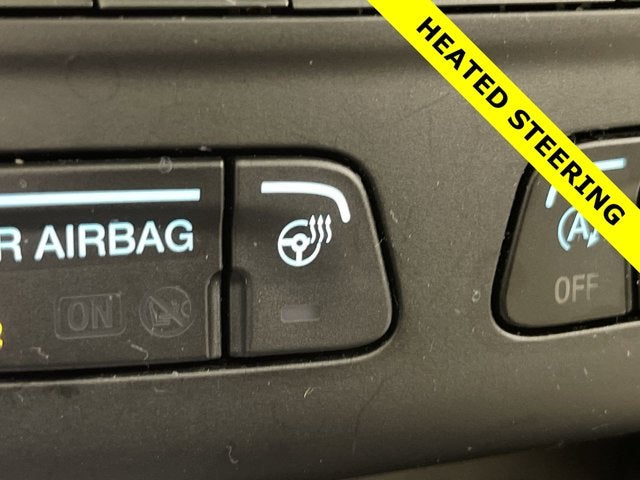 HEATED STEERING
R AIRBAG
ON
A
OFF